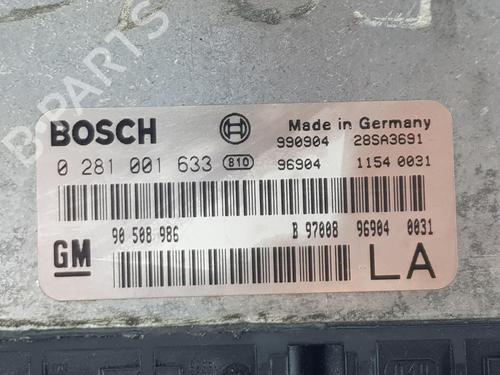 B-PARTS
BOSCH
Made in Germany
990904 28SA3691
0 281 001 633 810 96904 1154 0031
90 508 986 B 97008 96904 0031
GM LA